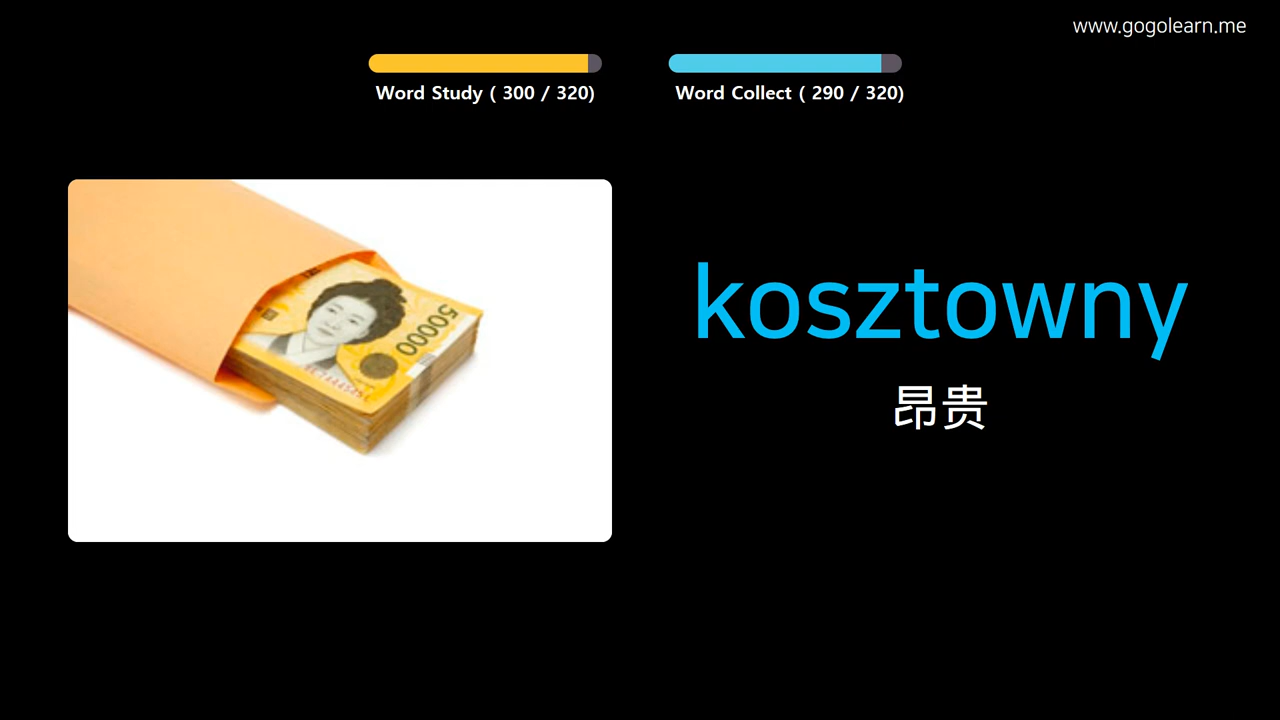 www.gogolearn.me
Word Study ( 300 / 320)
Word Collect ( 290 / 320)
50000
kosztowny
昂贵